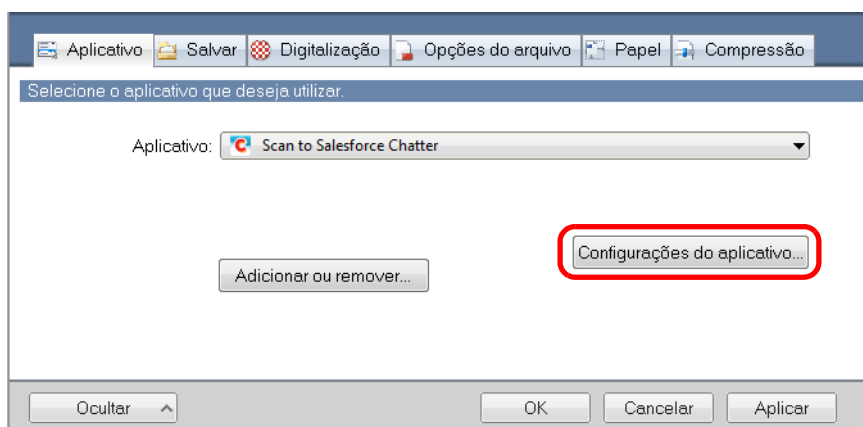 Aplicativo Salvar Digitalização Opções do arquivo Papel Compressão
Selecione o aplicativo que deseja utilizar.
Aplicativo: Scan to Salesforce Chatter
Configurações do aplicativo...
Adicionar ou remover...
Ocultar OK Cancelar Aplicar